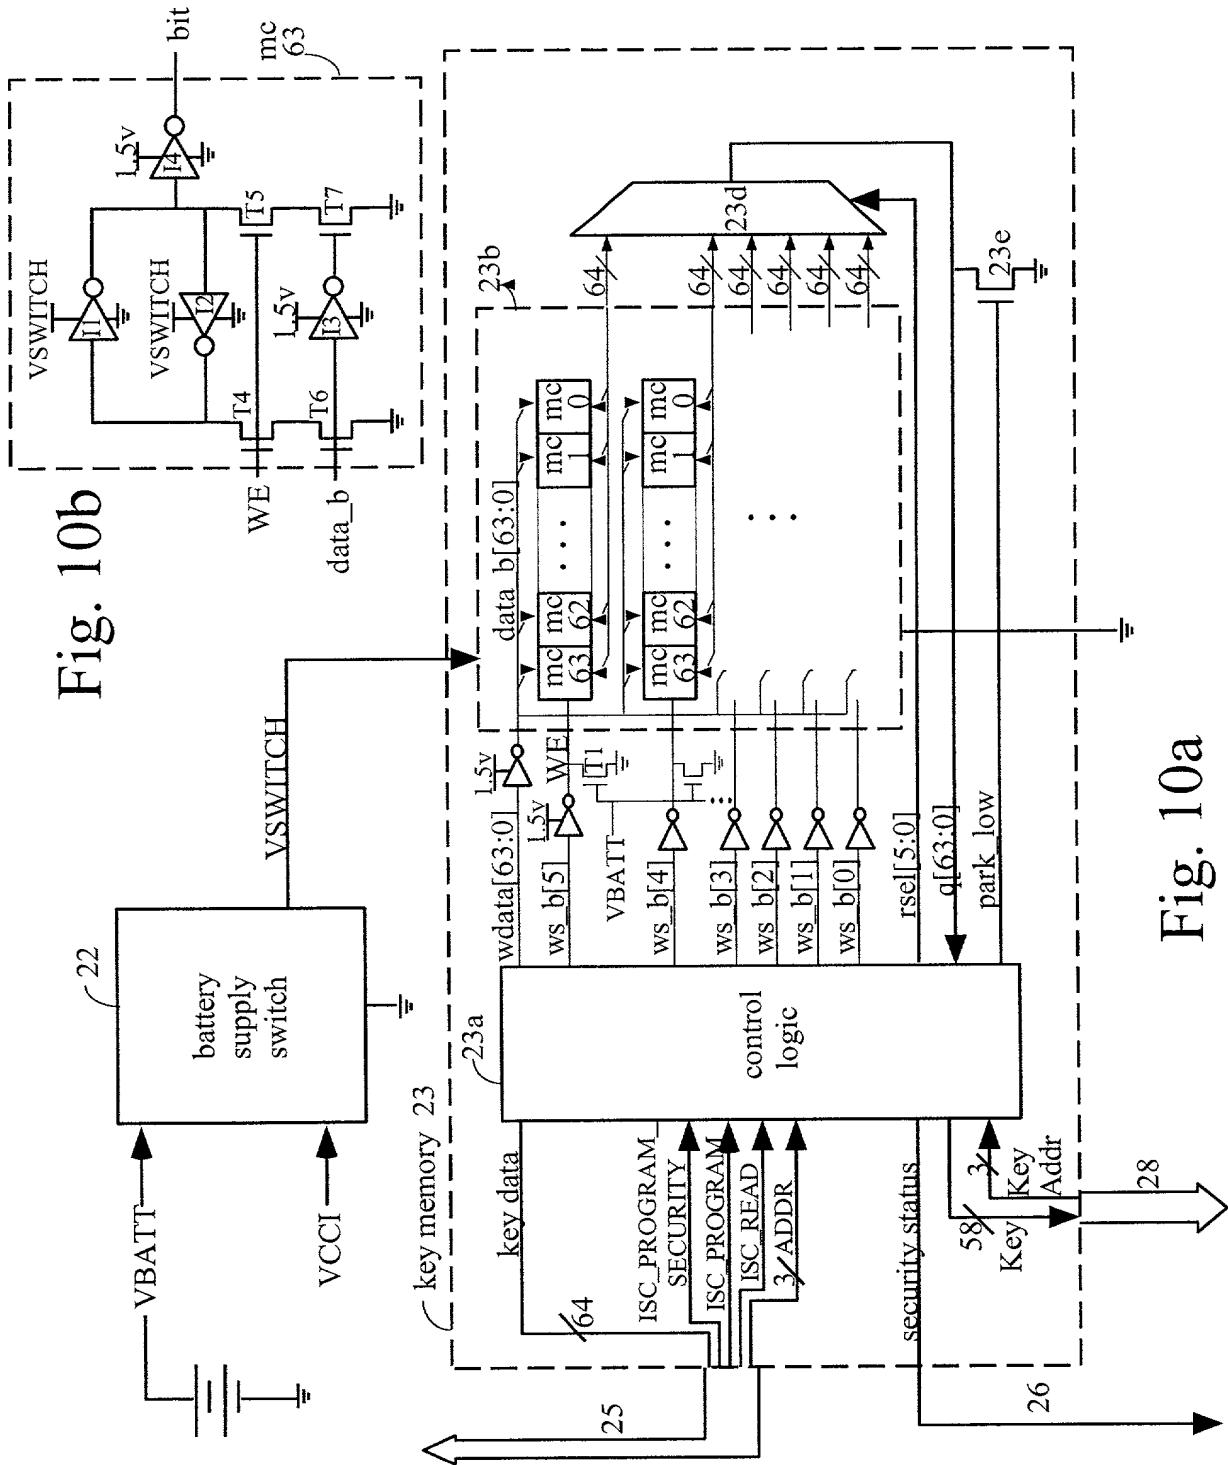 Fig. 10b
mc
63
bit
VSWITCH
I1
VSWITCH
I2
1.5v
I4
T4
T5
1.5v
I3
T6
T7
WE
data_b
VBATT
VCCI
22
battery
supply
switch
VSWITCH
key memory 23
23a
control
logic
key data
64
ISC_PROGRAM_
SECURITY
ISC_PROGRAM
ISC_READ
3
ADDR
security status
58
Key
3
Key
Addr
25
26
28
wdata[63:0]
1.5v
data_b[63:0]
ws_b[5]
1.5v
WE
T1
VBATT
ws_b[4]
ws_b[3]
ws_b[2]
ws_b[1]
ws_b[0]
rsel[5:0]
q[63:0]
park_low
23b
mc
63
mc
62
mc
1
mc
0
mc
63
mc
62
mc
1
mc
0
64
64
64
64
64
64
23d
23e
Fig. 10a